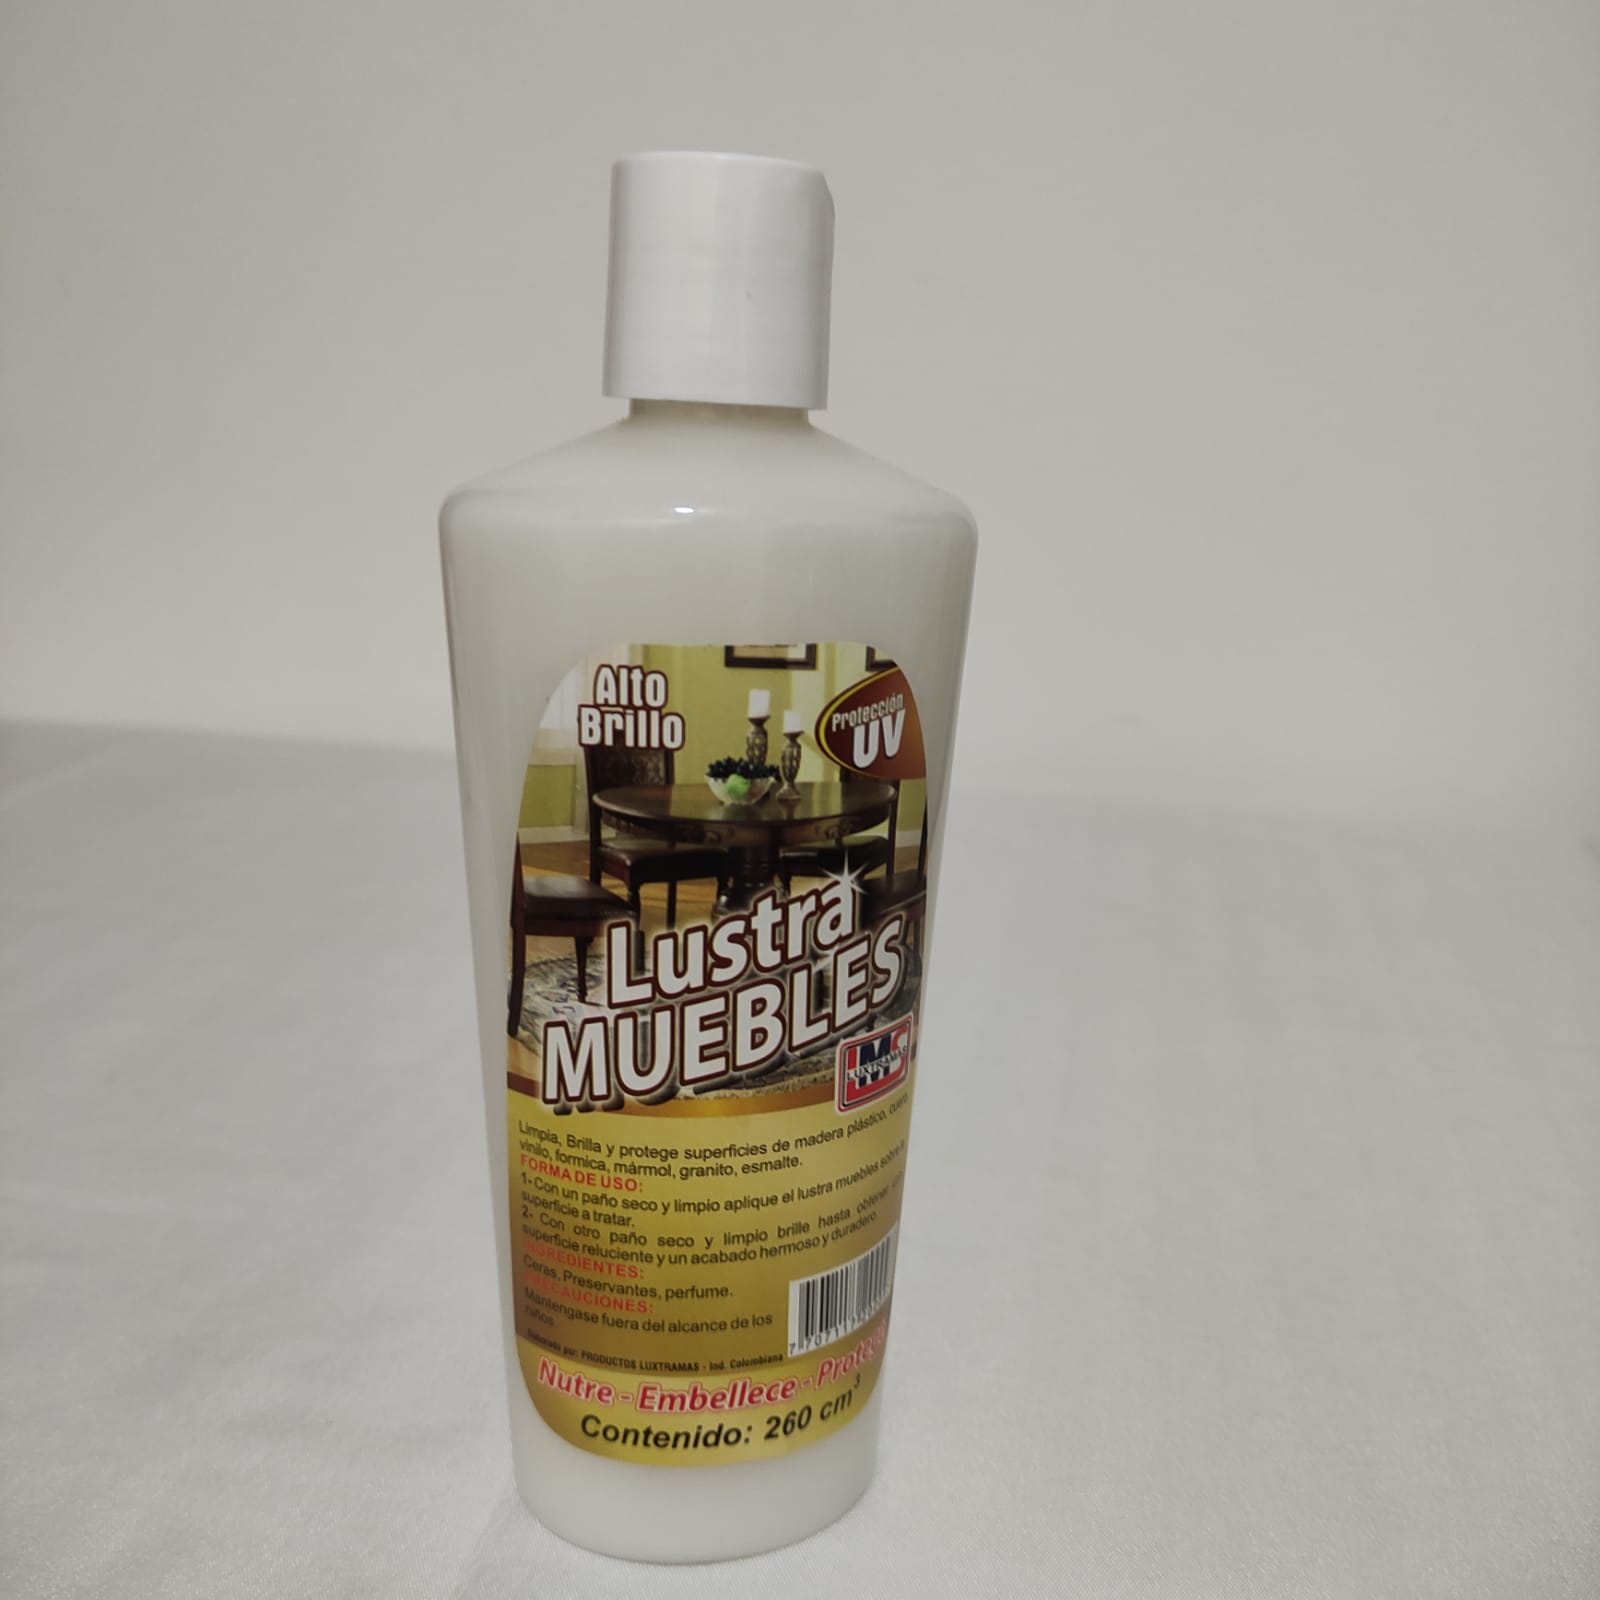 Alto
Brillo
Protección
UV
Lustra
MUEBLES
LMS
LUXTRAMAS
Limpia, Brilla y protege superficies de madera plástico, cuero,
vinilo, formica, mármol, granito, esmalte.
FORMA DE USO:
1- Con un paño seco y limpio aplique el lustra muebles sobre la
superficie a tratar.
2- Con otro paño seco y limpio brille hasta obtener
superficie reluciente y un acabado hermoso y duradero.
INGREDIENTES:
Ceras, Preservantes, perfume.
PRECAUCIONES:
Mantengase fuera del alcance de los
niños.
Elaborado por: PRODUCTOS LUXTRAMAS - Ind. Colombiana
Nutre - Embellece - Protege
Contenido: 260 cm³